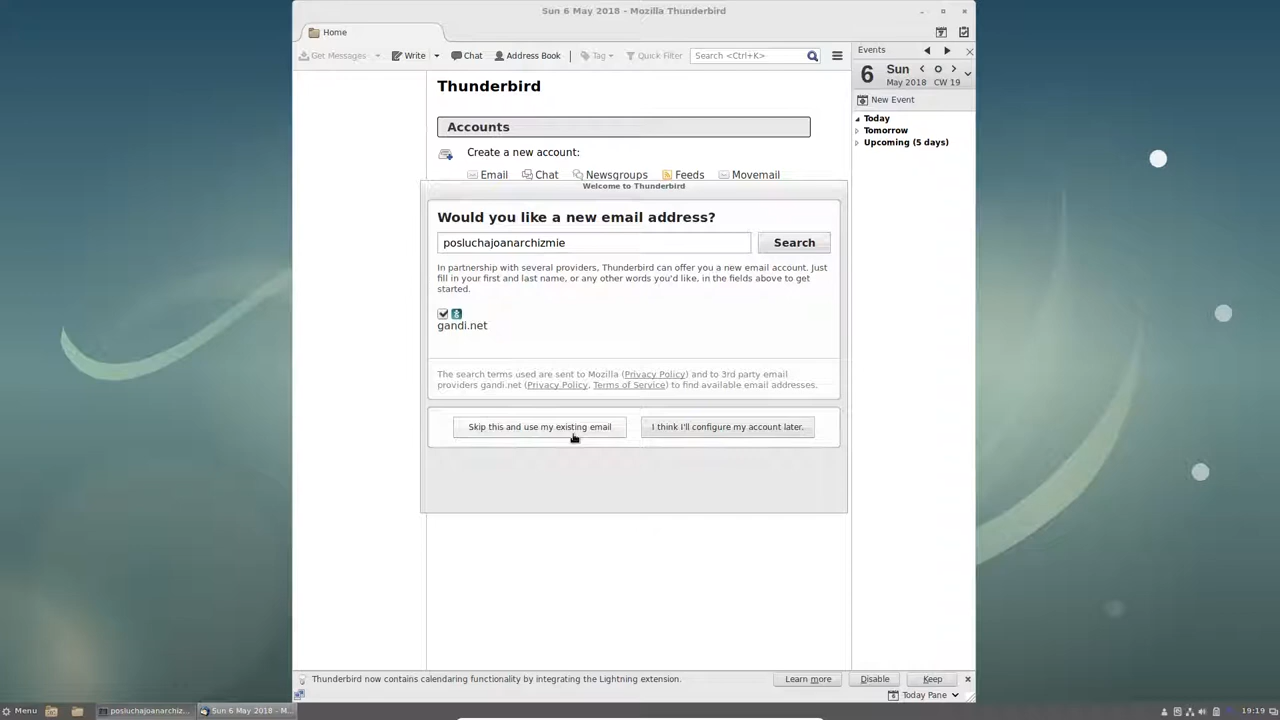 Sun 6 May 2018 - Mozilla Thunderbird
Home
Get Messages
Write
Chat
Address Book
Tag
Quick Filter
Search <Ctrl+K>
Events
6
Sun
May 2018
CW 19
New Event
Today
Tomorrow
Upcoming (5 days)
Thunderbird
Accounts
Create a new account:
Email
Chat
Newsgroups
Feeds
Movemail
Welcome to Thunderbird
Would you like a new email address?
posluchajoanarchizmie
Search
In partnership with several providers, Thunderbird can offer you a new email account. Just
fill in your first and last name, or any other words you'd like, in the fields above to get
started.
gandi.net
The search terms used are sent to Mozilla (Privacy Policy) and to 3rd party email
providers gandi.net (Privacy Policy, Terms of Service) to find available email addresses.
Skip this and use my existing email
I think I'll configure my account later.
Thunderbird now contains calendaring functionality by integrating the Lightning extension.
Learn more
Disable
Keep
Today Pane
Menu
posluchajoanarchiz...
Sun 6 May 2018 - M...
19:19